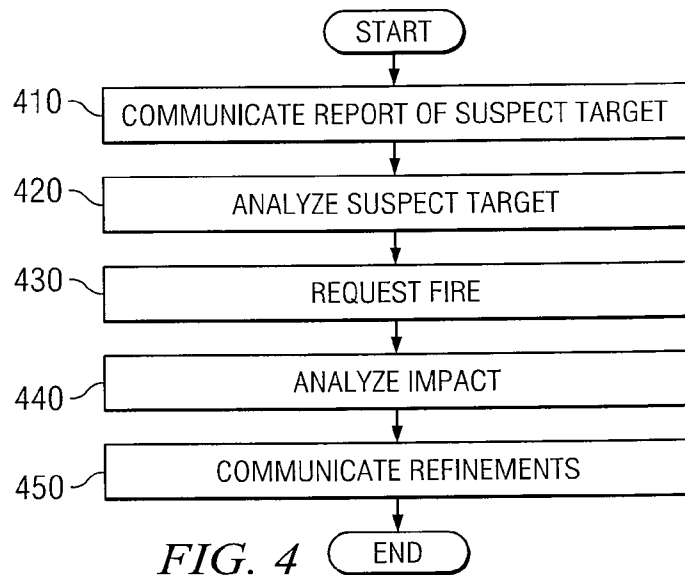 START
410
COMMUNICATE REPORT OF SUSPECT TARGET
420
ANALYZE SUSPECT TARGET
430
REQUEST FIRE
440
ANALYZE IMPACT
450
COMMUNICATE REFINEMENTS
FIG. 4
END